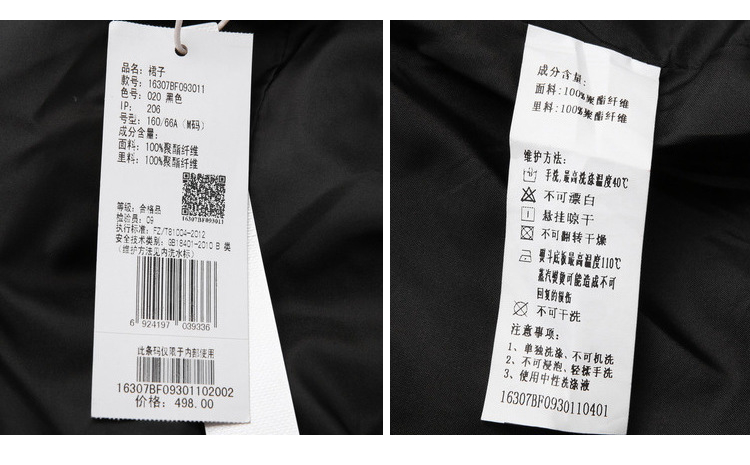 品名: 裙子
款号: 16307BF093011
色号: 020 黑色
IP: 206
号型: 160/66A (M码)
成分含量:
面料: 100%聚酯纤维
里料: 100%聚酯纤维
16307BF093011
等级: 合格品
检验员: 09
执行标准: FZ/T81004-2012
安全技术类别: GB18401-2010 B 类
(维护方法见内洗水标)
6 924197 039336
此条码仅限于内部使用
16307BF09301102002
价格: 498.00
成分含量:
面料: 100%聚酯纤维
里料: 100%聚酯纤维
维护方法:
手洗,最高洗涤温度40℃
不可漂白
悬挂晾干
不可翻转干燥
熨斗底板最高温度110℃
蒸汽熨烫可能造成不可
回复的损伤
不可干洗
注意事项:
1、单独洗涤、不可机洗
2、不可浸泡、轻揉手洗
3、使用中性洗涤液
16307BF0930110401